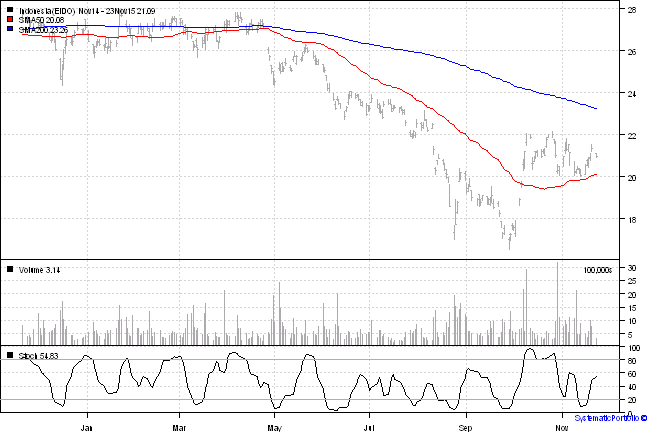 Indonesia(EIDO) Nov14 - 23Nov15 21.09
SMA50 20.08
SMA200 23.26
28
26
24
22
20
18
Volume 3.14
100,000s
30
25
20
15
10
5
Stoch 54.83
100
80
60
40
20
0
Jan
Mar
May
Jul
Sep
Nov
SystematicPortfolio ©